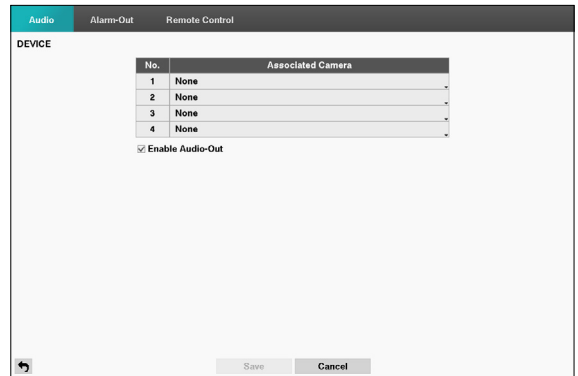 Audio Alarm-Out Remote Control
DEVICE
No. Associated Camera
1 None
2 None
3 None
4 None
Enable Audio-Out
Save Cancel